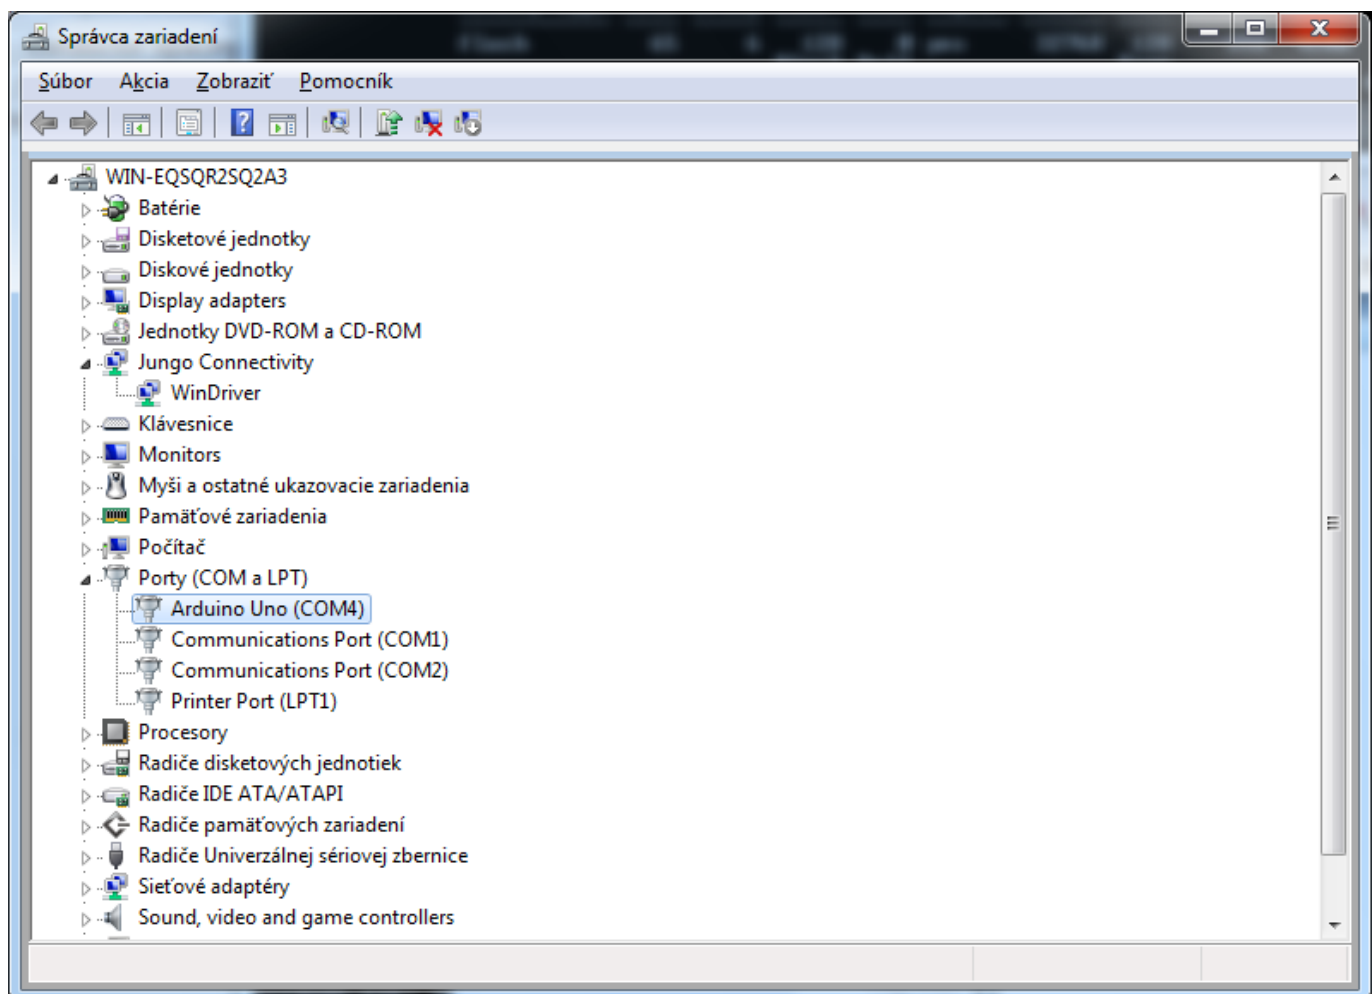 Správca zariadení
Súbor Akcia Zobraziť Pomocník
WIN-EQSQR2SQ2A3
Batérie
Disketové jednotky
Diskové jednotky
Display adapters
Jednotky DVD-ROM a CD-ROM
Jungo Connectivity
WinDriver
Klávesnice
Monitors
Myši a ostatné ukazovacie zariadenia
Pamäťové zariadenia
Počítač
Porty (COM a LPT)
Arduino Uno (COM4)
Communications Port (COM1)
Communications Port (COM2)
Printer Port (LPT1)
Procesory
Radiče disketových jednotiek
Radiče IDE ATA/ATAPI
Radiče pamäťových zariadení
Radiče Univerzálnej sériovej zbernice
Sieťové adaptéry
Sound, video and game controllers